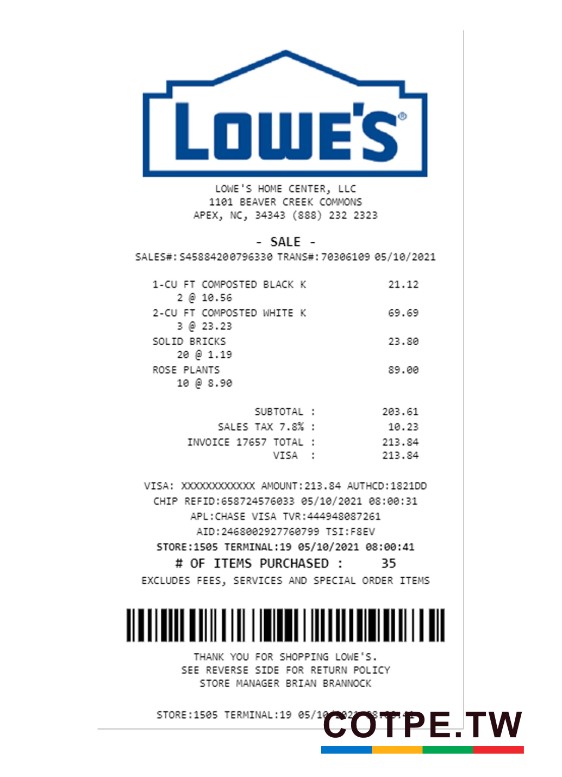 LOWE'S®
LOWE'S HOME CENTER, LLC
1101 BEAVER CREEK COMMONS
APEX, NC, 34343 (888) 232 2323
- SALE -
SALES#:S45884200796330 TRANS#:70306109 05/10/2021
1-CU FT COMPOSTED BLACK K 21.12
2 @ 10.56
2-CU FT COMPOSTED WHITE K 69.69
3 @ 23.23
SOLID BRICKS 23.80
20 @ 1.19
ROSE PLANTS 89.00
10 @ 8.90
SUBTOTAL : 203.61
SALES TAX 7.8% : 10.23
INVOICE 17657 TOTAL : 213.84
VISA : 213.84
VISA: XXXXXXXXXXXX AMOUNT:213.84 AUTHCD:1821DD
CHIP REFID:658724576033 05/10/2021 08:00:31
APL:CHASE VISA TVR:444948087261
AID:2468002927760799 TSI:F8EV
STORE:1505 TERMINAL:19 05/10/2021 08:00:41
# OF ITEMS PURCHASED : 35
EXCLUDES FEES, SERVICES AND SPECIAL ORDER ITEMS
THANK YOU FOR SHOPPING LOWE'S.
SEE REVERSE SIDE FOR RETURN POLICY
STORE MANAGER BRIAN BRANNOCK
STORE:1505 TERMINAL:19 05/10/2021 08:00:41
COTPE.TW